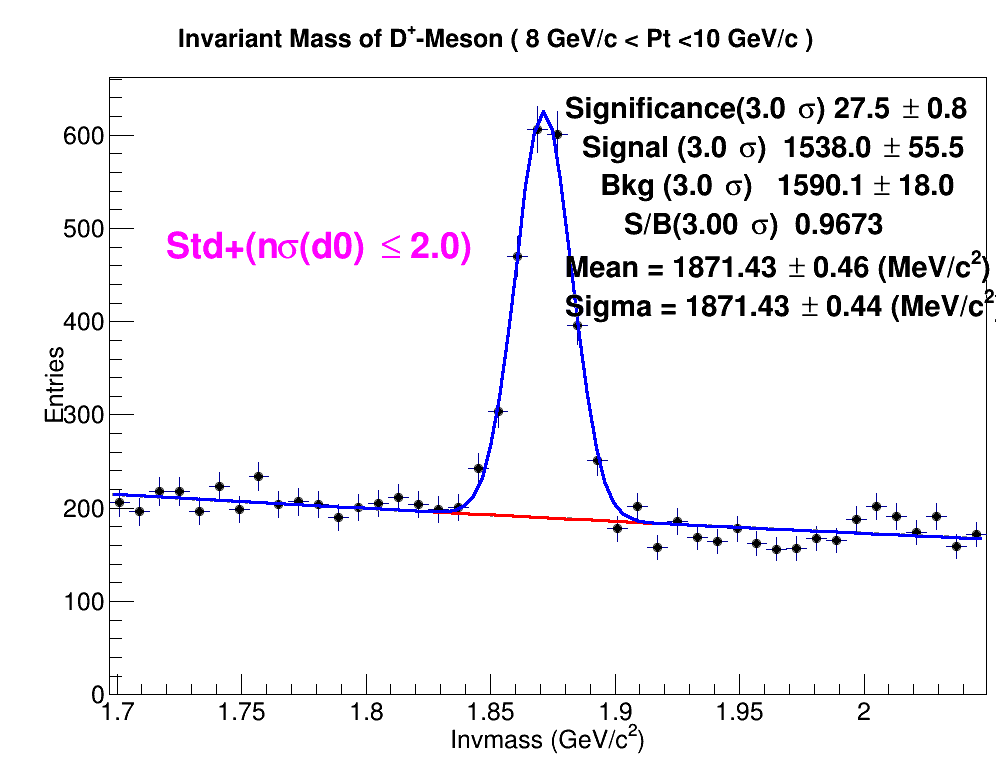 Invariant Mass of D⁺-Meson ( 8 GeV/c < Pt <10 GeV/c )
Significance(3.0 σ) 27.5 ± 0.8
Signal (3.0 σ) 1538.0 ± 55.5
Bkg (3.0 σ) 1590.1 ± 18.0
S/B(3.00 σ) 0.9673
Mean = 1871.43 ± 0.46 (MeV/c²)
Sigma = 1871.43 ± 0.44 (MeV/c²)
Std+(nσ(d0) ≤ 2.0)
Entries
600
500
400
300
200
100
0
1.7 1.75 1.8 1.85 1.9 1.95 2
Invmass (GeV/c²)